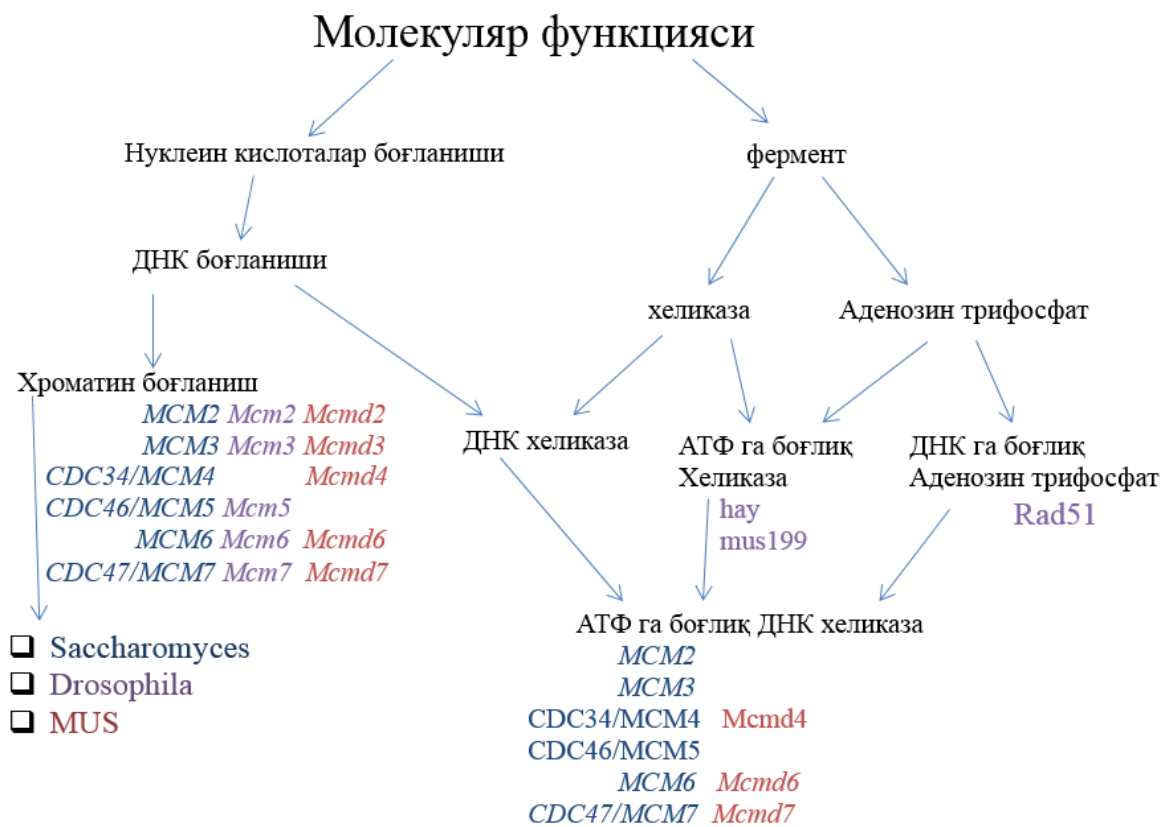 Молекуляр функцияси
Нуклеин кислоталар боғланиши
фермент
ДНК боғланиши
хеликаза
Аденозин трифосфат
Хроматин боғланиш
MCM2 Mcm2 Mcmd2
MCM3 Mcm3 Mcmd3
CDC34/MCM4 Mcmd4
CDC46/MCM5 Mcm5
MCM6 Mcm6 Mcmd6
CDC47/MCM7 Mcm7 Mcmd7
ДНК хеликаза
АТФ га боғлиқ
Хеликаза
hay
mus199
ДНК га боғлиқ
Аденозин трифосфат
Rad51
Saccharomyces
Drosophila
MUS
АТФ га боғлиқ ДНК хеликаза
MCM2
MCM3
CDC34/MCM4 Mcmd4
CDC46/MCM5
MCM6 Mcmd6
CDC47/MCM7 Mcmd7